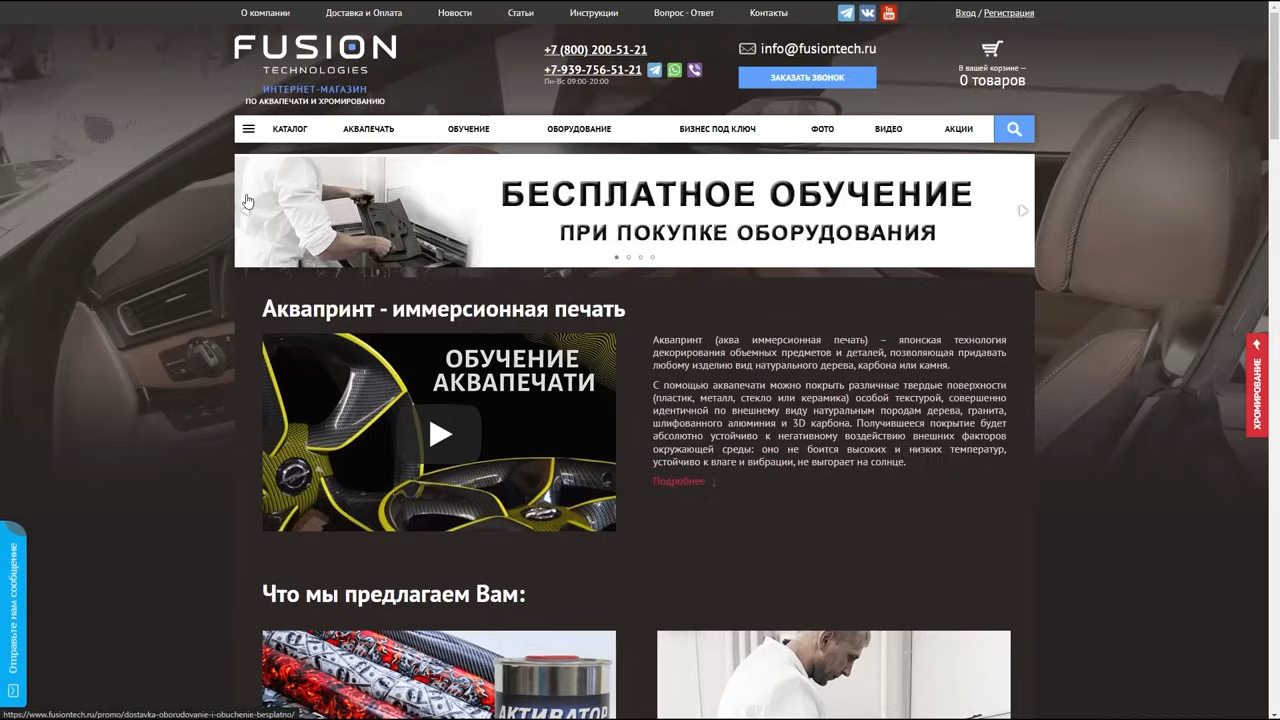 О компании Доставка и Оплата Новости Статьи Инструкции Вопрос - Ответ Контакты Вход / Регистрация
FUSION
TECHNOLOGIES
ИНТЕРНЕТ-МАГАЗИН
ПО АКВАПЕЧАТИ И ХРОМИРОВАНИЮ
+7 (800) 200-51-21
+7-939-756-51-21
Пн-Вс 09:00-20:00
info@fusiontech.ru
ЗАКАЗАТЬ ЗВОНОК
В вашей корзине —
0 товаров
КАТАЛОГ АКВАПЕЧАТЬ ОБУЧЕНИЕ ОБОРУДОВАНИЕ БИЗНЕС ПОД КЛЮЧ ФОТО ВИДЕО АКЦИИ
БЕСПЛАТНОЕ ОБУЧЕНИЕ
ПРИ ПОКУПКЕ ОБОРУДОВАНИЯ
Аквапринт - иммерсионная печать
ОБУЧЕНИЕ
АКВАПЕЧАТИ
Аквапринт (аква иммерсионная печать) – японская технология
декорирования объемных предметов и деталей, позволяющая придавать
любому изделию вид натурального дерева, карбона или камня.
С помощью аквапечати можно покрыть различные твердые поверхности
(пластик, металл, стекло или керамика) особой текстурой, совершенно
идентичной по внешнему виду натуральным породам дерева, гранита,
шлифованного алюминия и 3D карбона. Получившееся покрытие будет
абсолютно устойчиво к негативному воздействию внешних факторов
окружающей среды: оно не боится высоких и низких температур,
устойчиво к влаге и вибрации, не выгорает на солнце.
Подробнее ↓
ХРОМИРОВАНИЕ
Отправьте нам сообщение
Что мы предлагаем Вам:
АКТИВАТОР
https://www.fusiontech.ru/promo/dostavka-oborudovanie-i-obuchenie-besplatno/